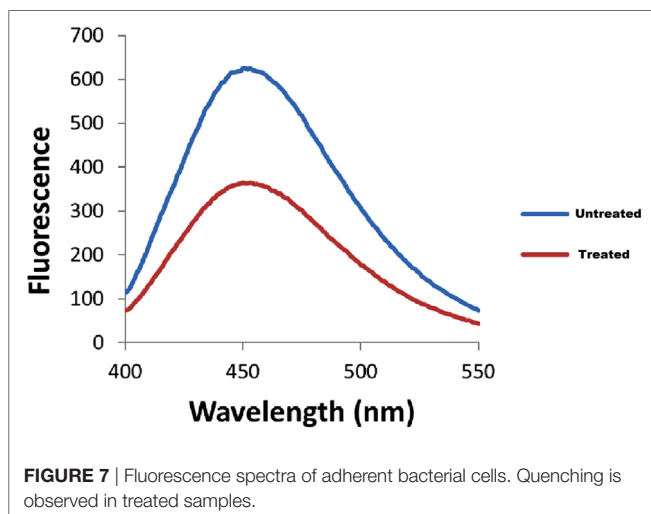 700
600
500
400
300
200
100
0
Fluorescence
400
450
500
550
Wavelength (nm)
Untreated
Treated
FIGURE 7 | Fluorescence spectra of adherent bacterial cells. Quenching is
observed in treated samples.